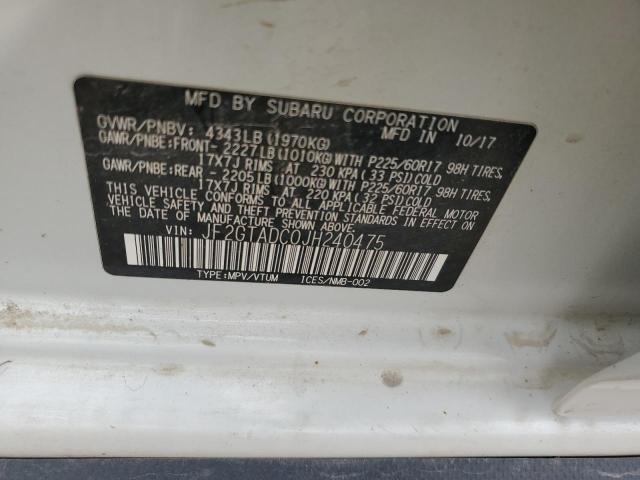 MFD BY SUBARU CORPORATION
MFD IN 10/17
GVWR/PNBV: 4343LB (1970KG)
GAWR/PNBE:FRONT- 2227LB (1010KG) WITH P225/60R17 98H TIRES,
17X7J RIMS AT 230 KPA (33 PSI) COLD
GAWR/PNBE:REAR - 2205LB (1000KG) WITH P225/60R17 98H TIRES,
17X7J RIMS AT 220 KPA (32 PSI) COLD
THIS VEHICLE CONFORMS TO ALL APPLICABLE FEDERAL MOTOR
VEHICLE SAFETY AND THEFT PREVENTION STANDARDS IN EFFECT ON
THE DATE OF MANUFACTURE SHOWN ABOVE.
VIN: JF2GTADC0JH240475
TYPE:MPV/VTUM ICES/NMB-002